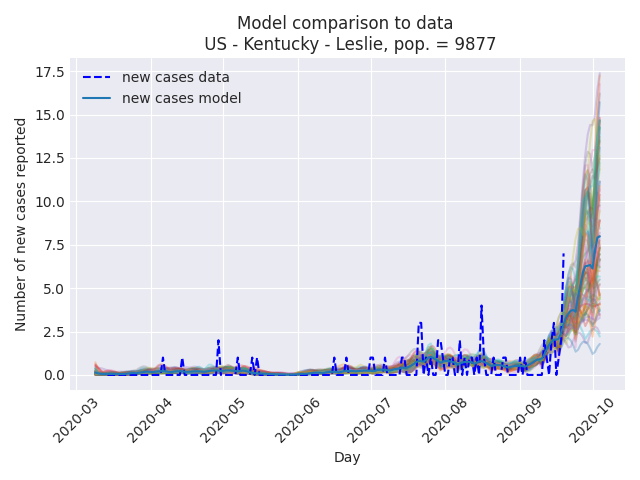 Model comparison to data
US - Kentucky - Leslie, pop. = 9877
new cases data
new cases model
Number of new cases reported
17.5
15.0
12.5
10.0
7.5
5.0
2.5
0.0
2020-03
2020-04
2020-05
2020-06
2020-07
2020-08
2020-09
2020-10
Day